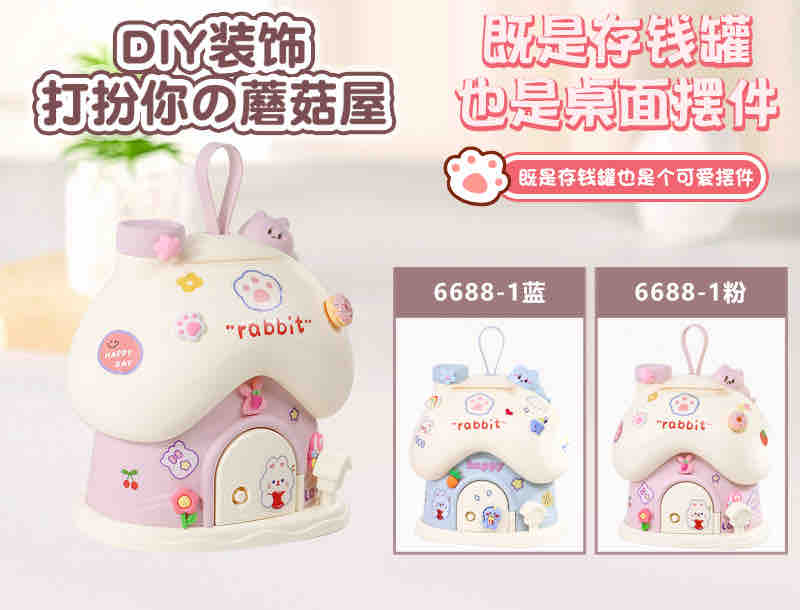 DIY装饰
打扮你の蘑菇屋
既是存钱罐
也是桌面摆件
既是存钱罐也是个可爱摆件
6688-1蓝
6688-1粉
"rabbit"
HAPPY
DAY
"rabbit"
happy
"rabbit"